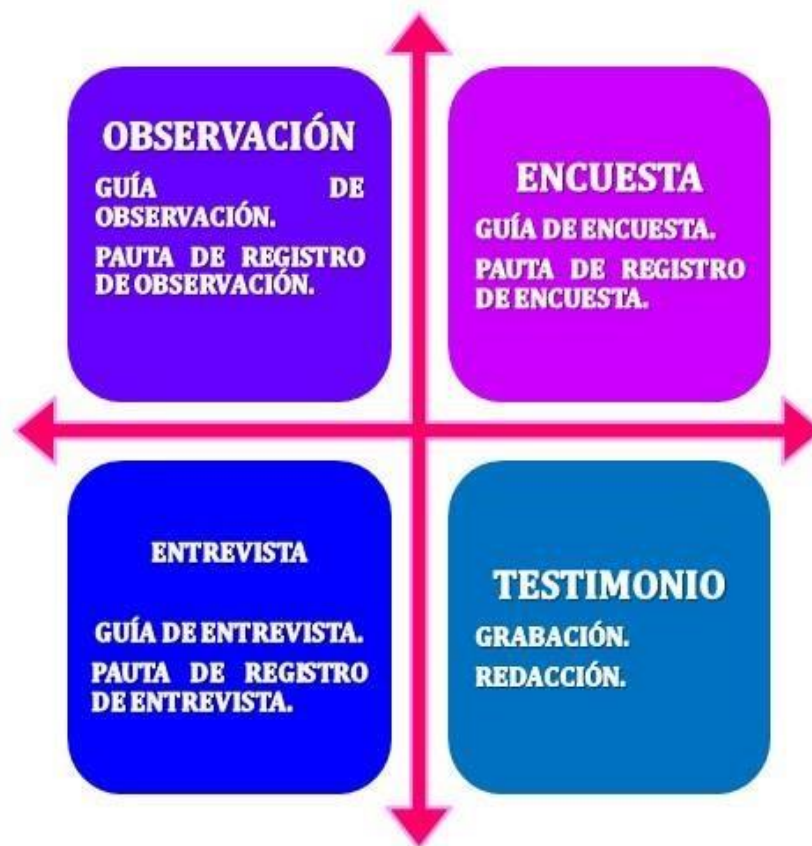 OBSERVACIÓN
GUÍA DE
OBSERVACIÓN.
PAUTA DE REGISTRO
DE OBSERVACIÓN.
ENCUESTA
GUÍA DE ENCUESTA.
PAUTA DE REGISTRO
DE ENCUESTA.
ENTREVISTA
GUÍA DE ENTREVISTA.
PAUTA DE REGISTRO
DE ENTREVISTA.
TESTIMONIO
GRABACIÓN.
REDACCIÓN.